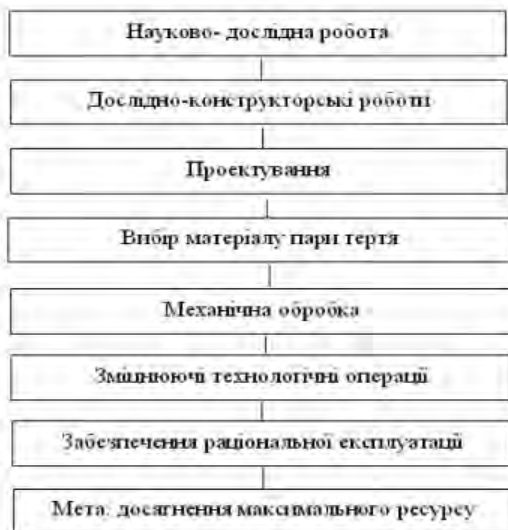 Науково- дослідна робота
Дослідно-конструкторські роботи
Проектування
Вибір матеріалу пари тертя
Механічна обробка
Зміцнюючі технологічні операції
Забезпечення раціональної експлуатації
Мета: досягнення максимального ресурсу